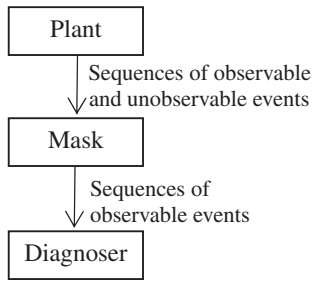 Plant
Sequences of observable
and unobservable events
Mask
Sequences of
observable events
Diagnoser